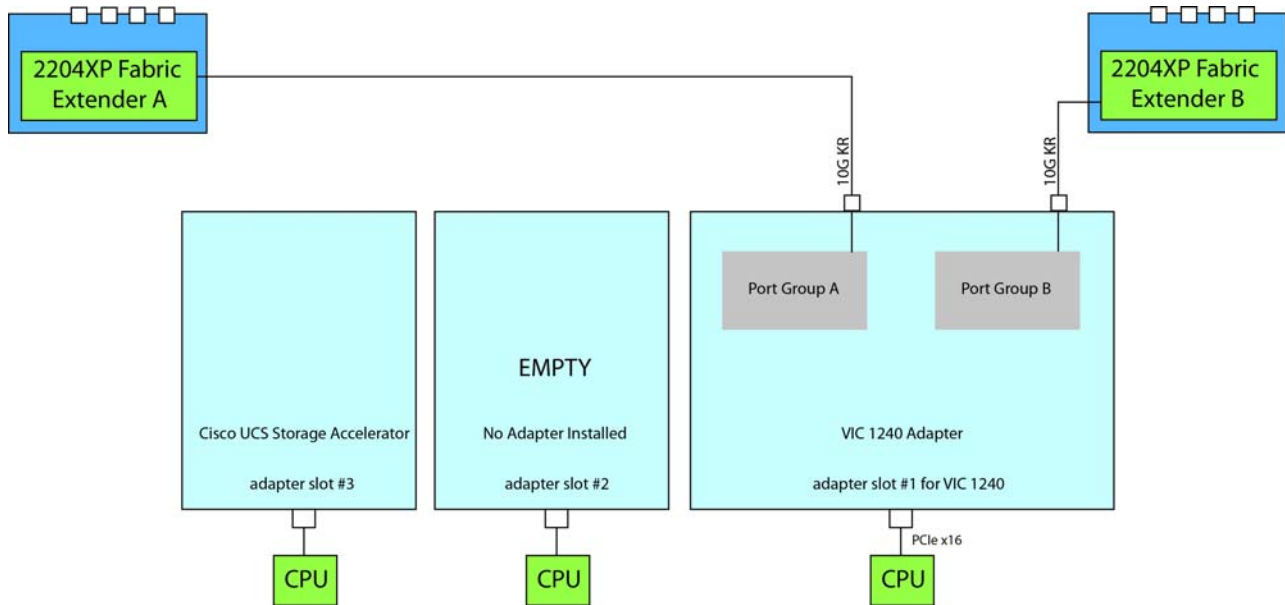 2204XP Fabric
Extender A
2204XP Fabric
Extender B
10G KR
10G KR
Port Group A
Port Group B
EMPTY
Cisco UCS Storage Accelerator
No Adapter Installed
VIC 1240 Adapter
adapter slot #3
adapter slot #2
adapter slot #1 for VIC 1240
PCIe x16
CPU
CPU
CPU